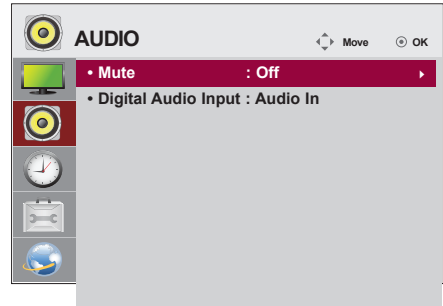 AUDIO
Move
OK
• Mute : Off
• Digital Audio Input : Audio In